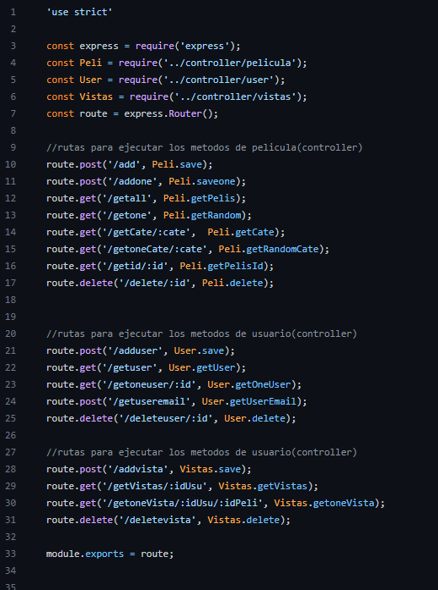 1 'use strict'
2
3 const express = require('express');
4 const Peli = require('../controller/pelicula');
5 const User = require('../controller/user');
6 const Vistas = require('../controller/vistas');
7 const route = express.Router();
8
9 //rutas para ejecutar los metodos de pelicula(controller)
10 route.post('/add', Peli.save);
11 route.post('/addone', Peli.saveone);
12 route.get('/getall', Peli.getPelis);
13 route.get('/getone', Peli.getRandom);
14 route.get('/getCate/:cate',  Peli.getCate);
15 route.get('/getoneCate/:cate', Peli.getRandomCate);
16 route.get('/getid/:id', Peli.getPelisId);
17 route.delete('/delete/:id', Peli.delete);
18
19
20 //rutas para ejecutar los metodos de usuario(controller)
21 route.post('/adduser', User.save);
22 route.get('/getuser', User.getUser);
23 route.get('/getoneuser/:id', User.getOneUser);
24 route.post('/getuseremail', User.getUserEmail);
25 route.delete('/deleteuser/:id', User.delete);
26
27 //rutas para ejecutar los metodos de usuario(controller)
28 route.post('/addvista', Vistas.save);
29 route.get('/getVistas/:idUsu', Vistas.getVistas);
30 route.get('/getoneVista/:idUsu/:idPeli', Vistas.getoneVista);
31 route.delete('/deletevista', Vistas.delete);
32
33 module.exports = route;
34
35